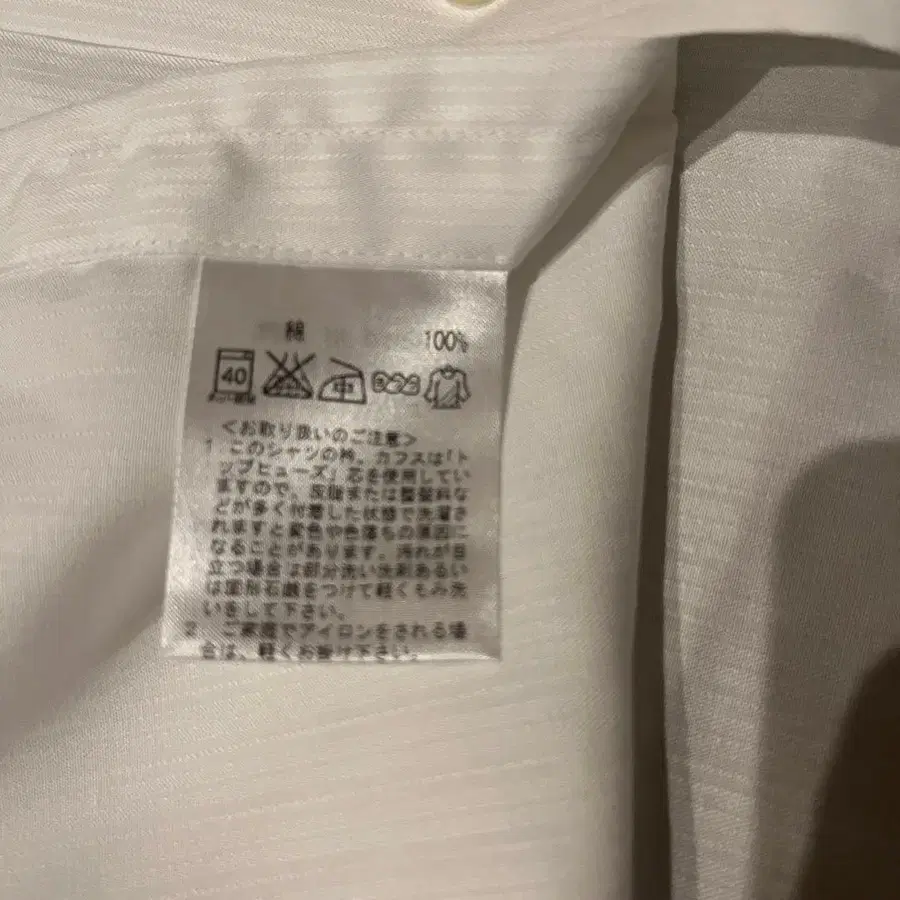 綿 100%
40 中
<お取り扱いのご注意>
1 このシャツの衿、カフスは「ト
ップヒューズ」芯を使用してい
ますので、皮脂または整髪料な
どが多く付着した状態で洗濯さ
れますと変色や色落ちの原因に
なることがあります。汚れが目
立つ場合は部分洗い洗剤あるい
は固形石鹸をつけて軽くもみ洗
いをして下さい。
2 ご家庭でアイロンをされる場
合は、軽くお掛け下さい。